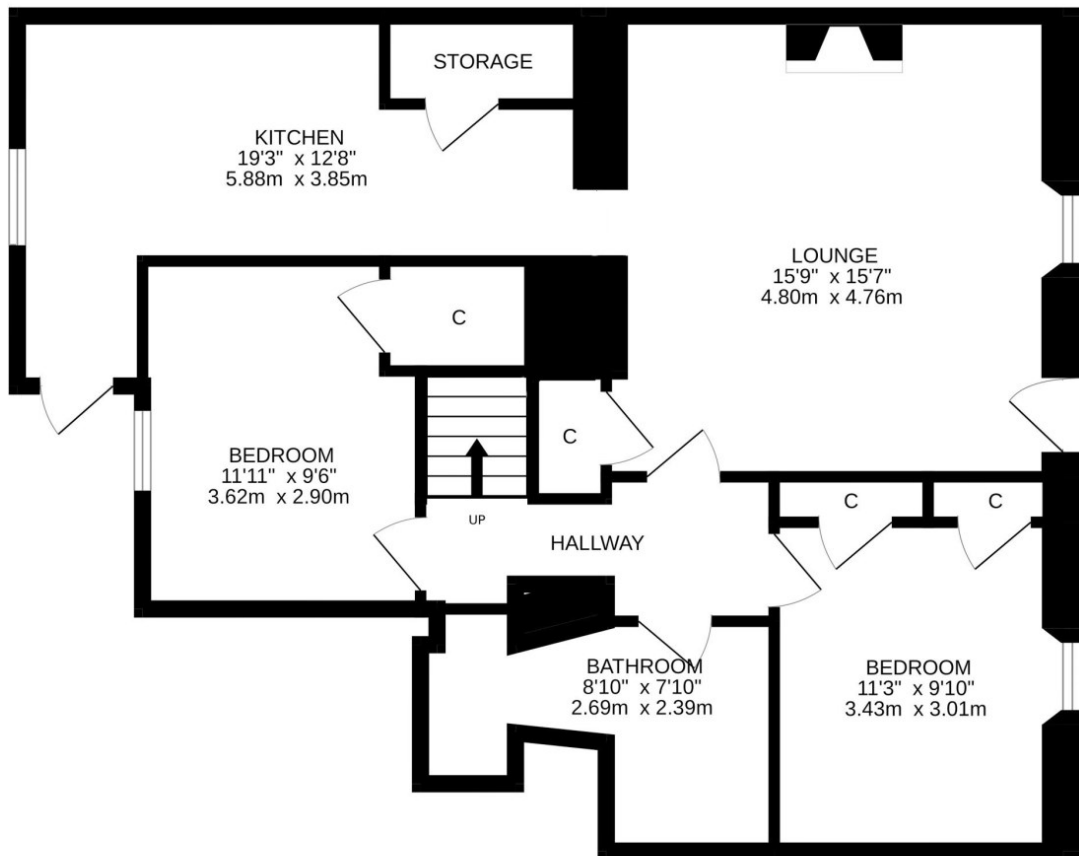 STORAGE
KITCHEN
19'3" x 12'8"
5.88m x 3.85m
LOUNGE
15'9" x 15'7"
4.80m x 4.76m
C
C
BEDROOM
11'11" x 9'6"
3.62m x 2.90m
UP
HALLWAY
C
C
BATHROOM
8'10" x 7'10"
2.69m x 2.39m
BEDROOM
11'3" x 9'10"
3.43m x 3.01m